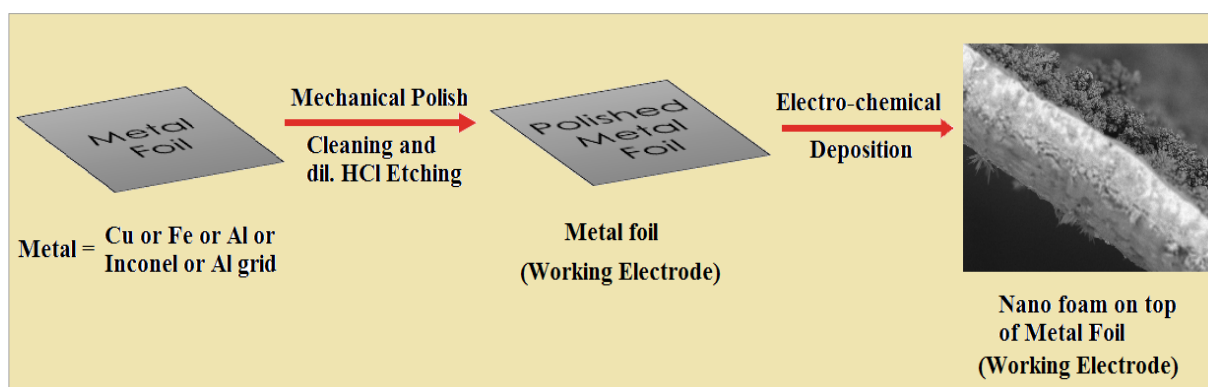 Metal
Foil
Metal = Cu or Fe or Al or
Inconel or Al grid
Mechanical Polish
Cleaning and
dil. HCl Etching
Polished
Metal
Foil
Metal foil
(Working Electrode)
Electro-chemical
Deposition
Nano foam on top
of Metal Foil
(Working Electrode)